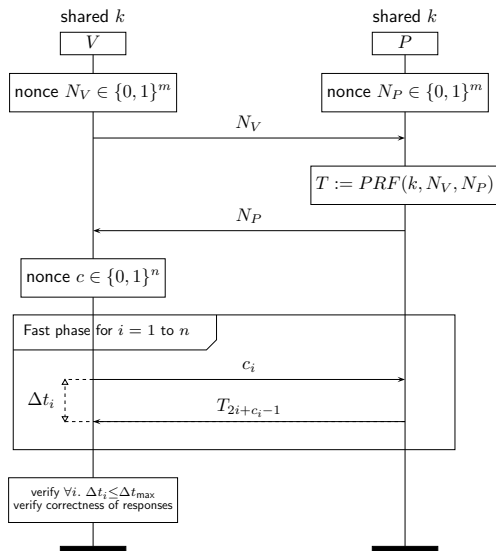 shared k shared k
V P
nonce N_V ∈ {0, 1}^m nonce N_P ∈ {0, 1}^m
N_V
T := PRF(k, N_V, N_P)
N_P
nonce c ∈ {0, 1}^n
Fast phase for i = 1 to n
c_i
Δt_i
T_{2i+c_i−1}
verify ∀i. Δt_i ≤ Δt_max
verify correctness of responses